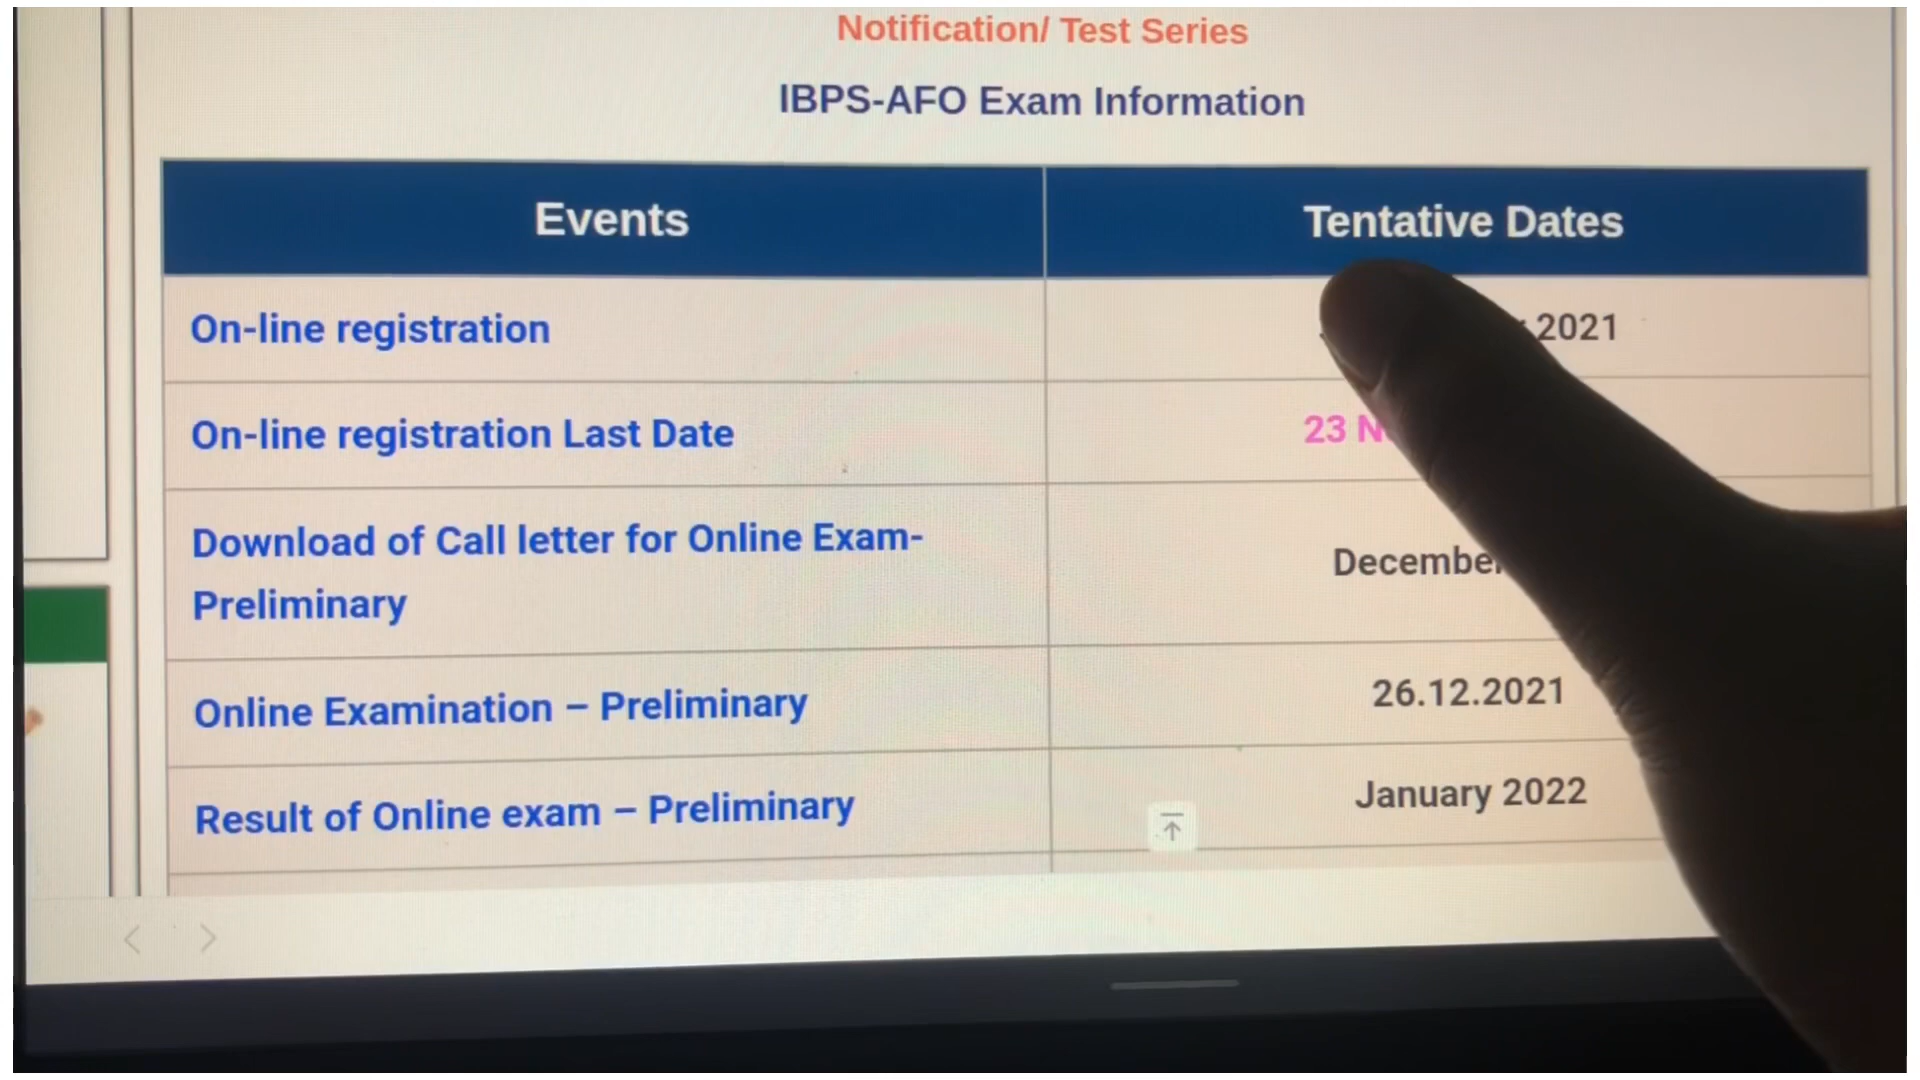 Notification/ Test Series
IBPS-AFO Exam Information
Events
Tentative Dates
On-line registration
2021
On-line registration Last Date
23
Download of Call letter for Online Exam-
Preliminary
Online Examination – Preliminary
26.12.2021
Result of Online exam – Preliminary
January 2022